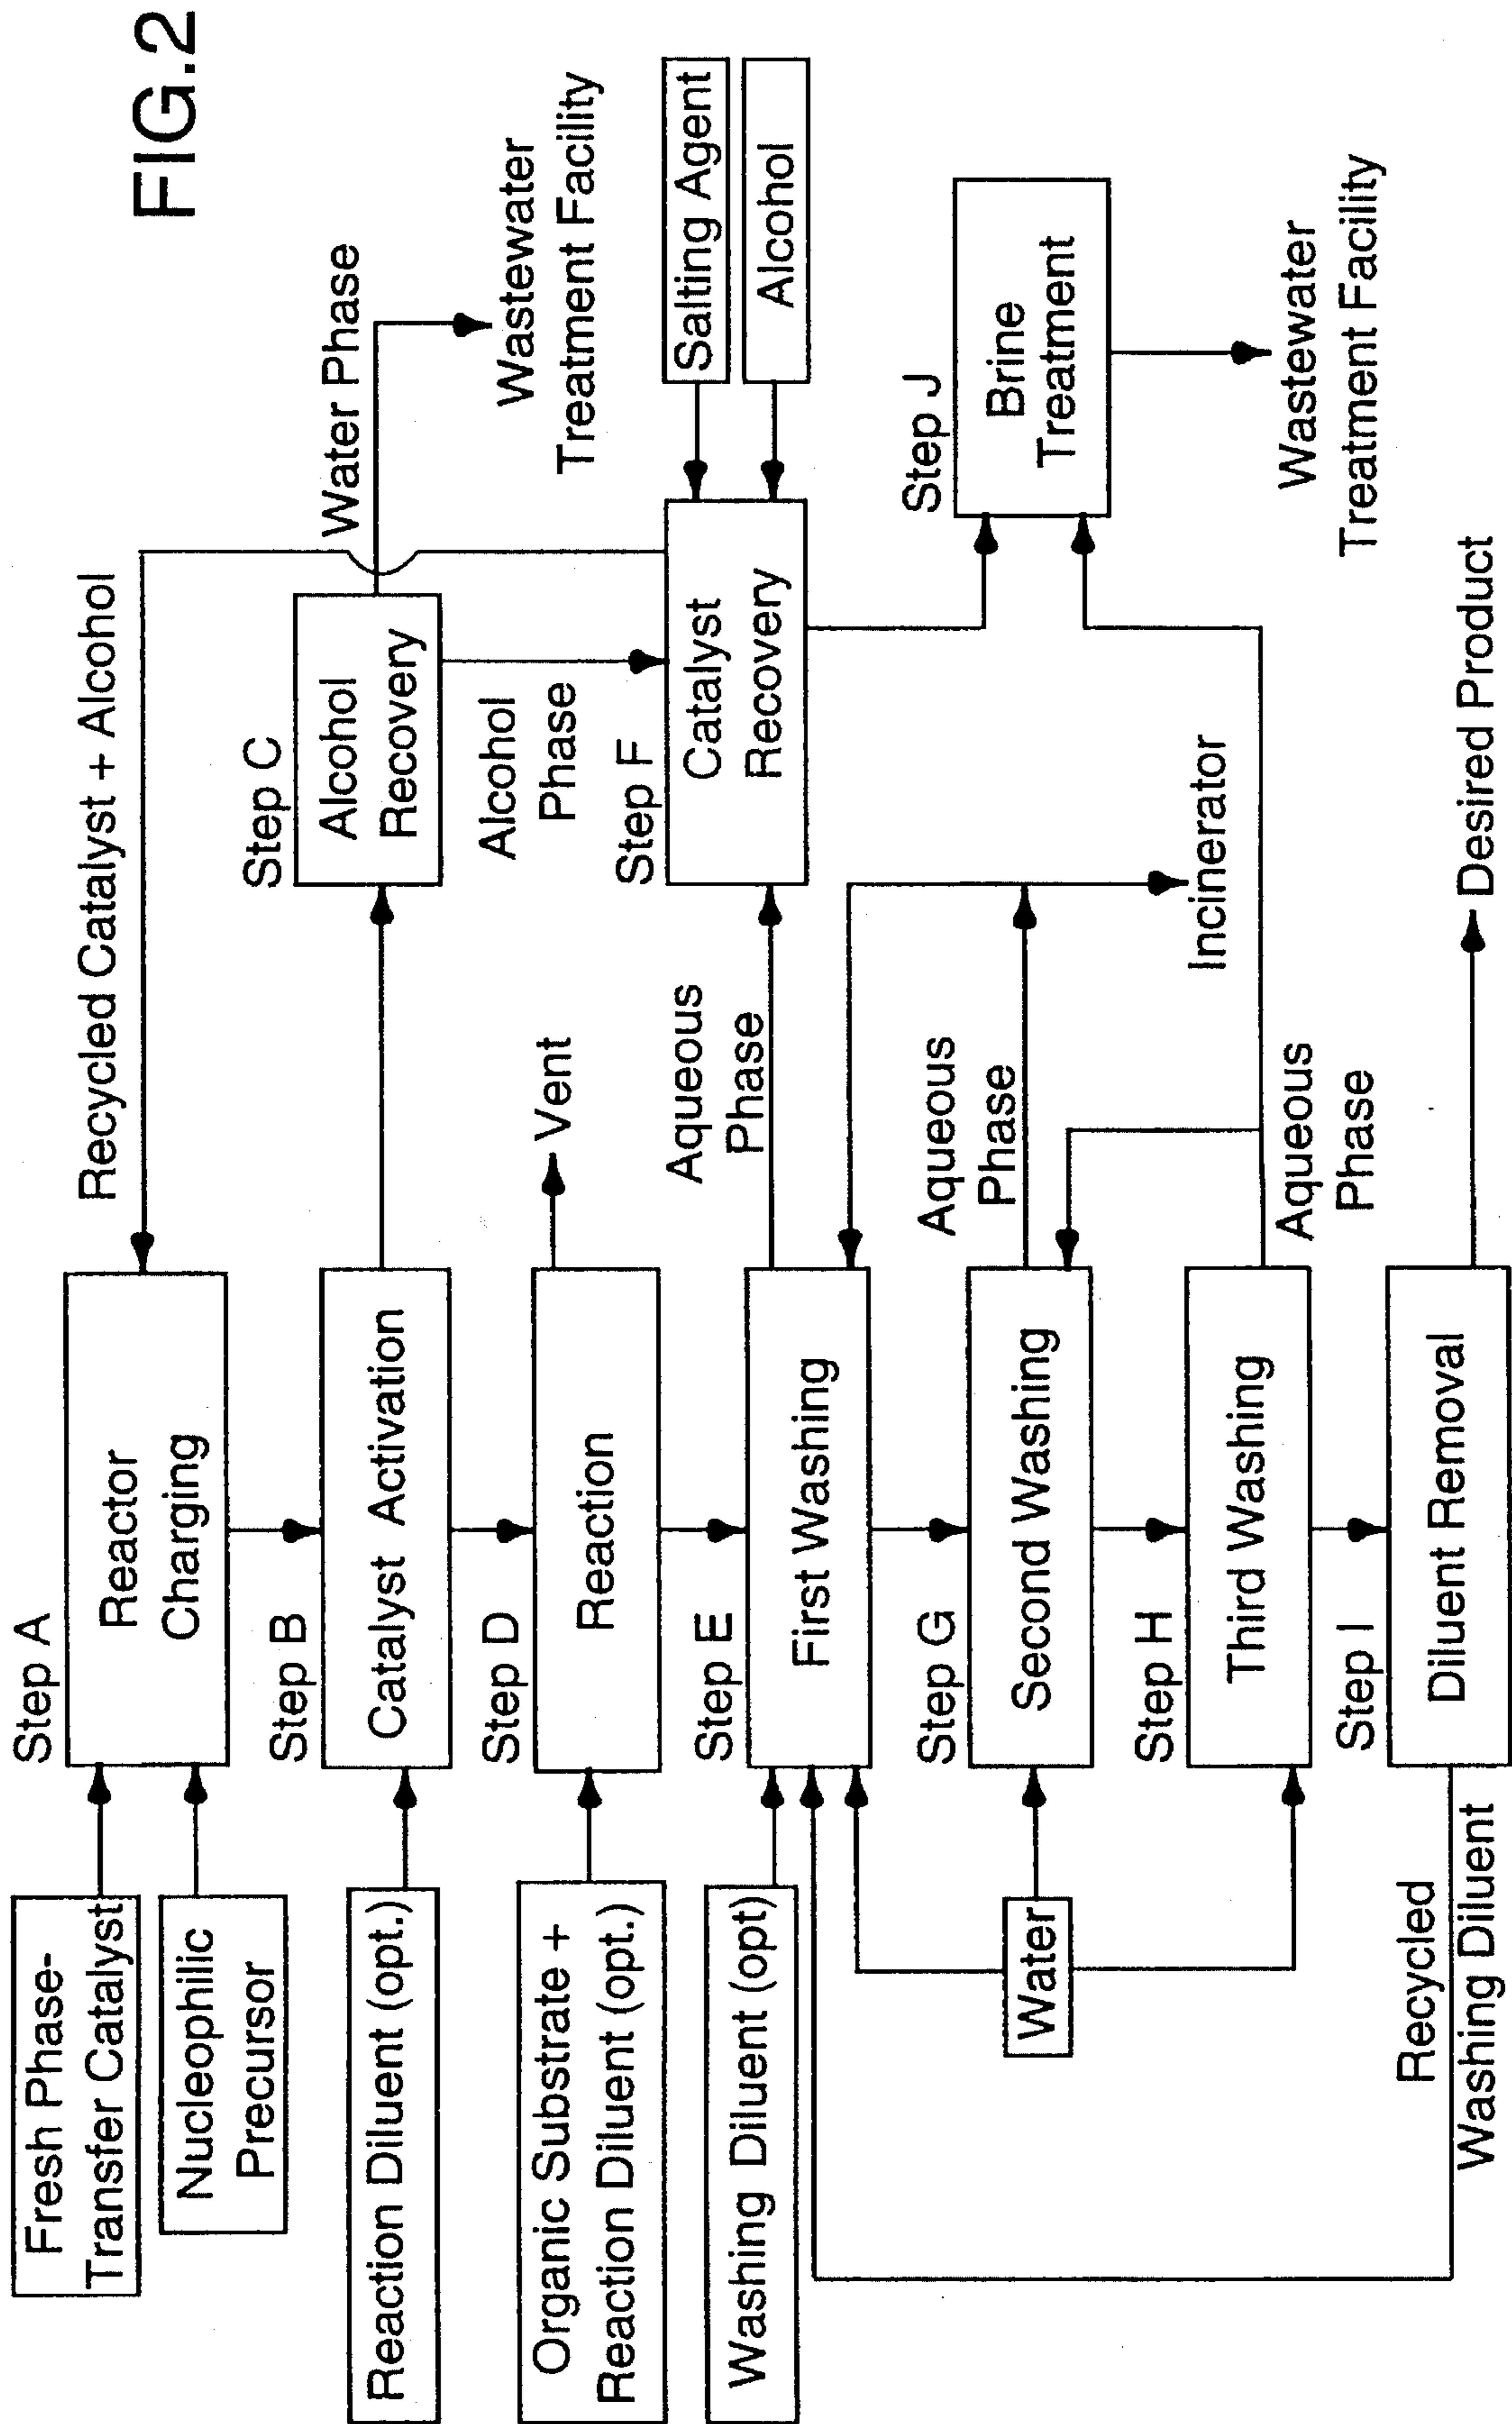 FIG.2
Step A
Fresh Phase-
Transfer Catalyst
Nucleophilic
Precursor
Reactor
Charging
Recycled Catalyst + Alcohol
Step B
Reaction Diluent (opt.)
Catalyst Activation
Step C
Alcohol
Recovery
Water Phase
Wastewater
Treatment Facility
Alcohol
Phase
Step D
Organic Substrate +
Reaction Diluent (opt.)
Reaction
Vent
Step E
Washing Diluent (opt)
First Washing
Aqueous
Phase
Step F
Catalyst
Recovery
Salting Agent
Alcohol
Step G
Water
Second Washing
Aqueous
Phase
Incinerator
Step J
Brine
Treatment
Wastewater
Treatment Facility
Step H
Third Washing
Aqueous
Phase
Step I
Diluent Removal
Recycled
Washing Diluent
Desired Product